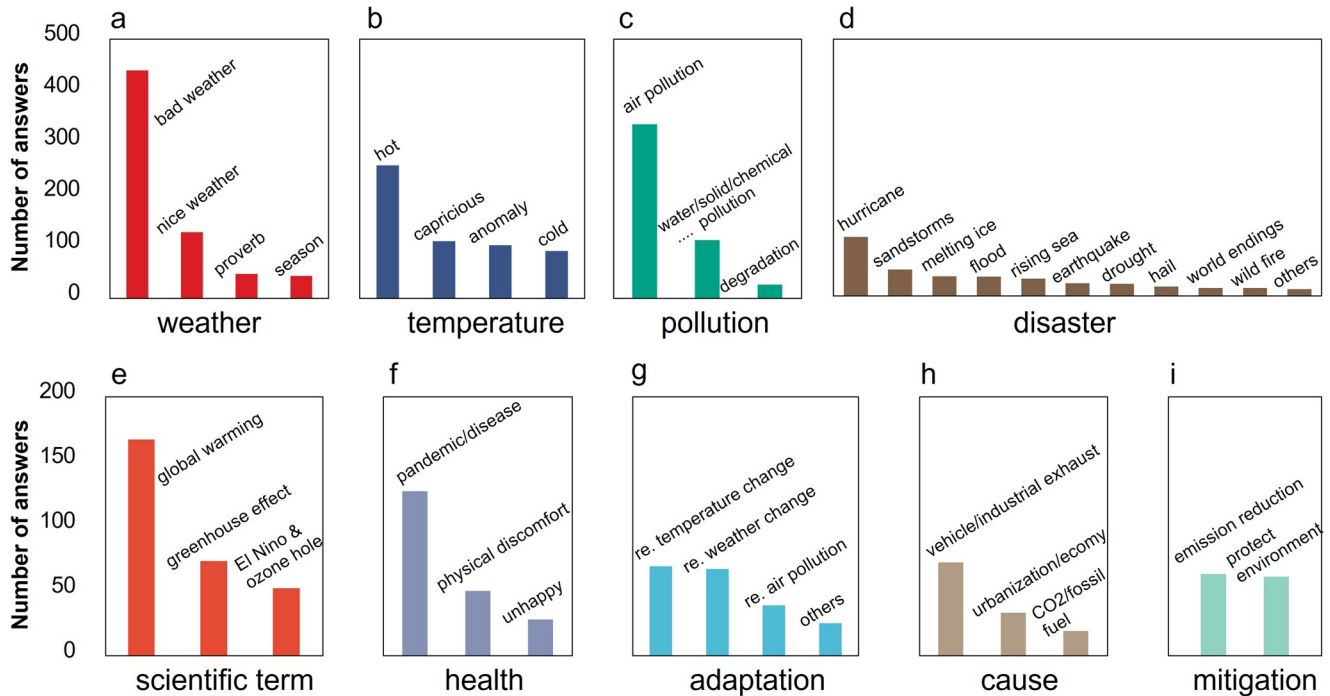 a
b
c
d
Number of answers
500
400
300
200
100
0
bad weather
nice weather
proverb
season
weather
hot
capricious
anomaly
cold
temperature
air pollution
water/solid/chemical
.... pollution
degradation
pollution
hurricane
sandstorms
melting ice
flood
rising sea
earthquake
drought
hail
world endings
wild fire
others
disaster
e
f
g
h
i
Number of answers
200
150
100
50
0
global warming
greenhouse effect
El Nino &
ozone hole
scientific term
pandemic/disease
physical discomfort
unhappy
health
re. temperature change
re. weather change
re. air pollution
others
adaptation
vehicle/industrial exhaust
urbanization/ecomy
CO2/fossil
fuel
cause
emission reduction
protect
environment
mitigation